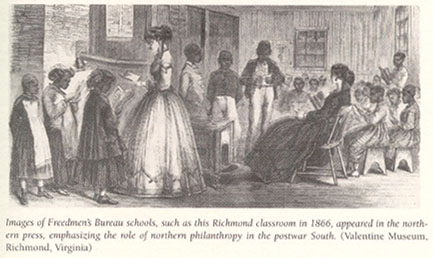 Images of Freedmen's Bureau schools, such as this Richmond classroom in 1866, appeared in the north-
ern press, emphasizing the role of northern philanthropy in the postwar South. (Valentine Museum,
Richmond, Virginia)